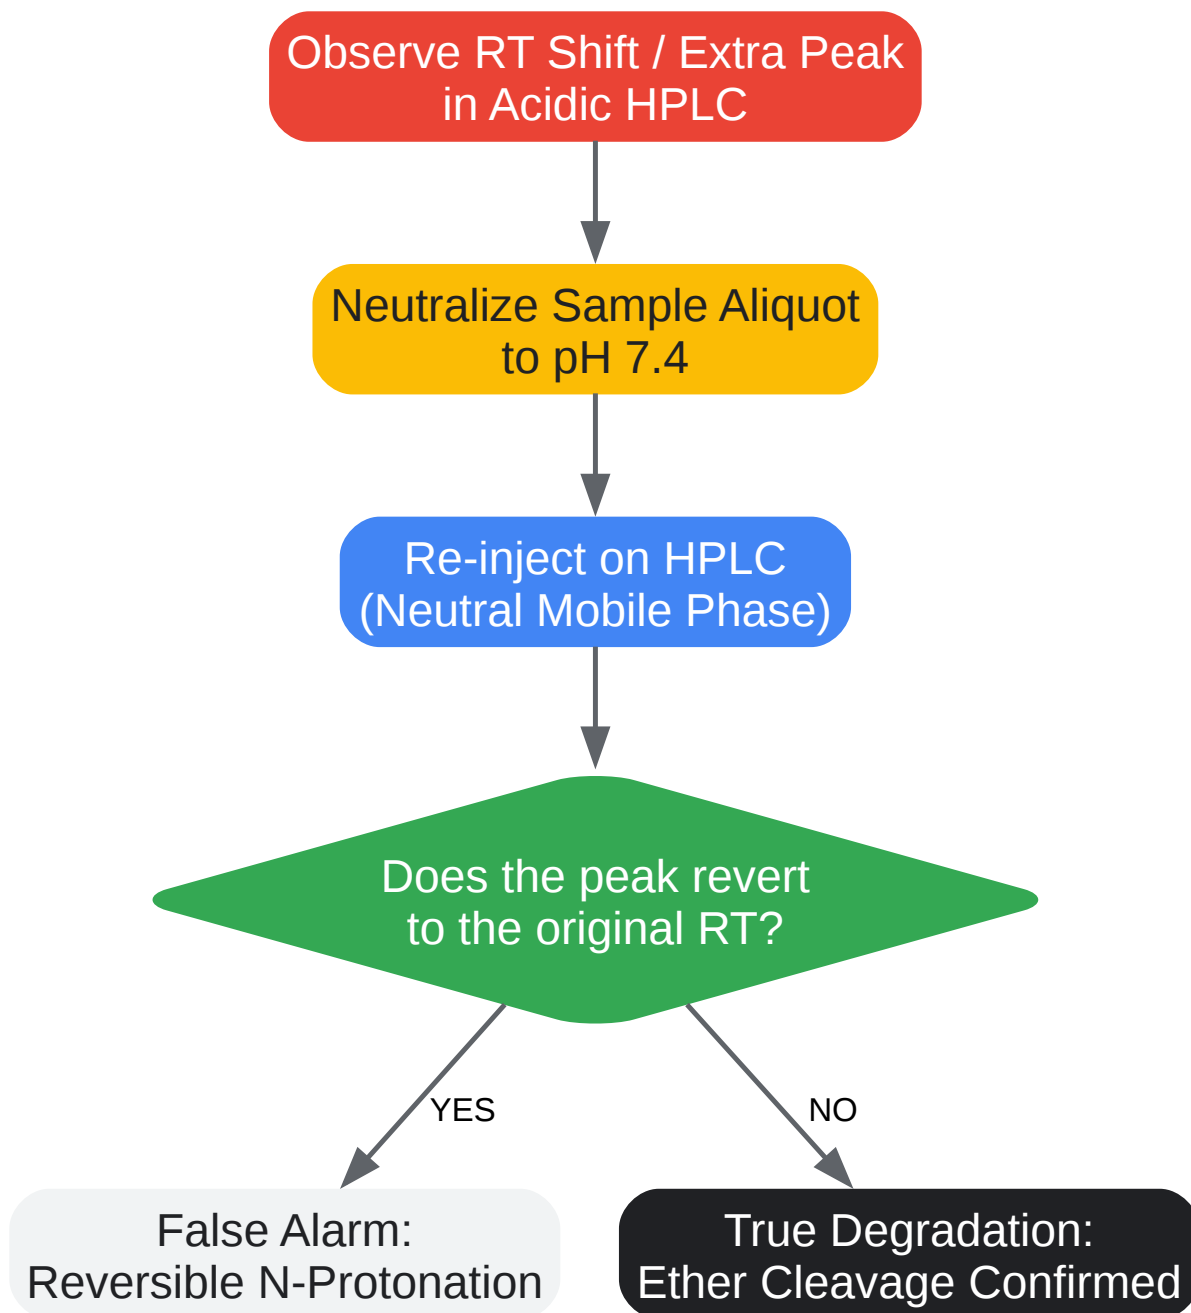 Observe RT Shift / Extra Peak
in Acidic HPLC
Neutralize Sample Aliquot
to pH 7.4
Re-inject on HPLC
(Neutral Mobile Phase)
Does the peak revert
to the original RT?
YES
NO
False Alarm:
Reversible N-Protonation
True Degradation:
Ether Cleavage Confirmed